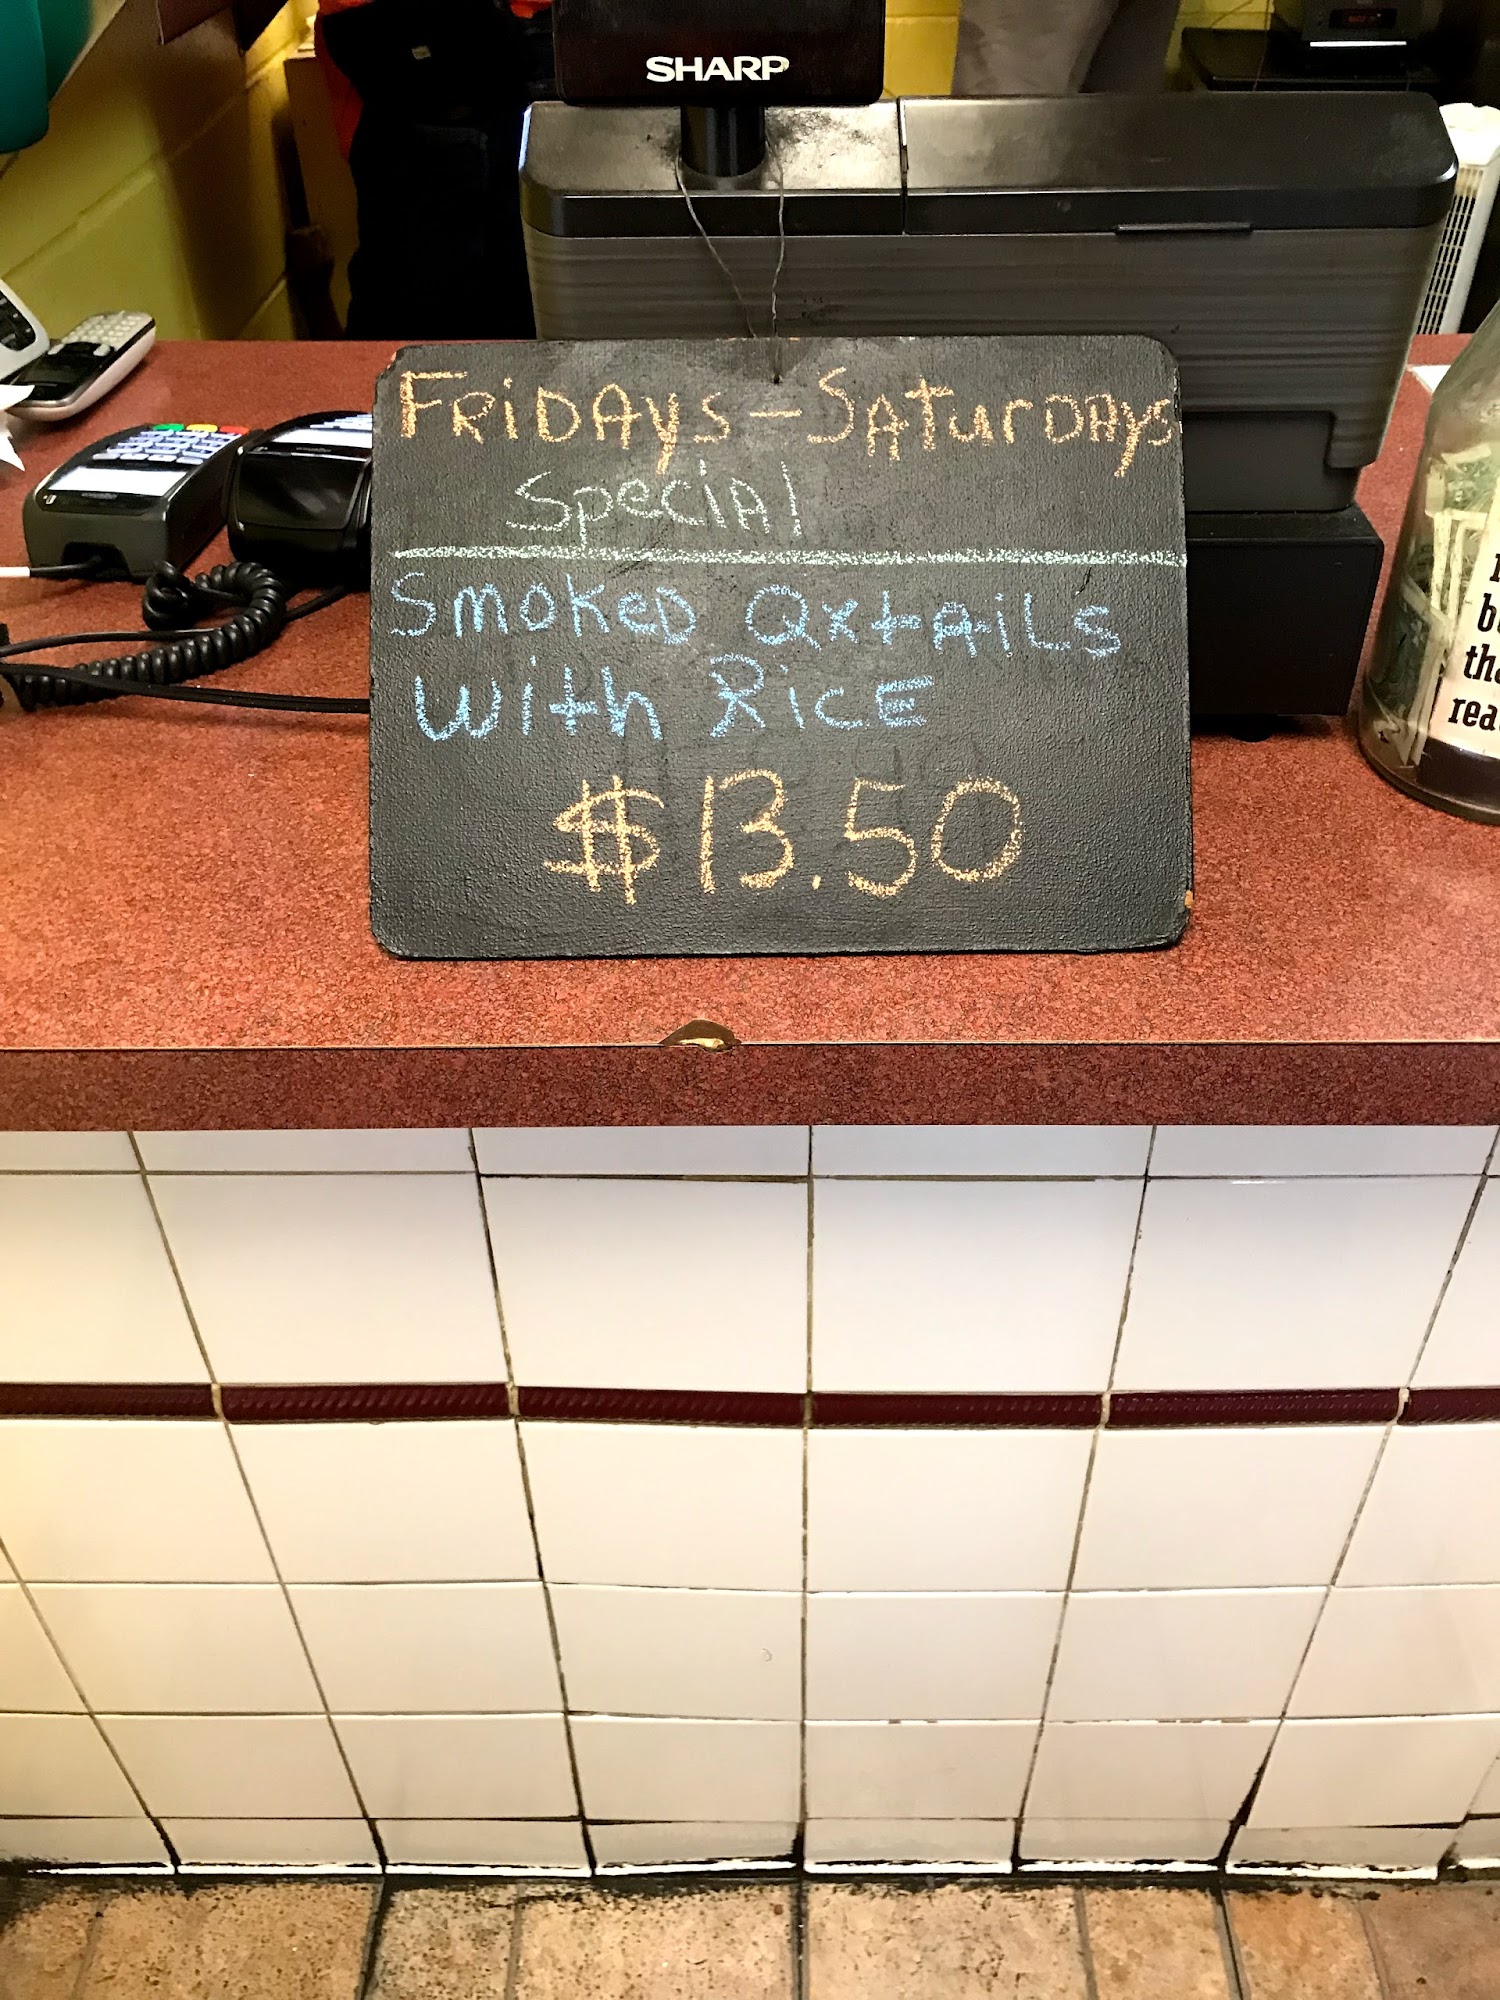 SHARP
FRiDAys - SATurDAys
SpeciAl
SmOKeD OxtAiLs
With RICE
$13.50